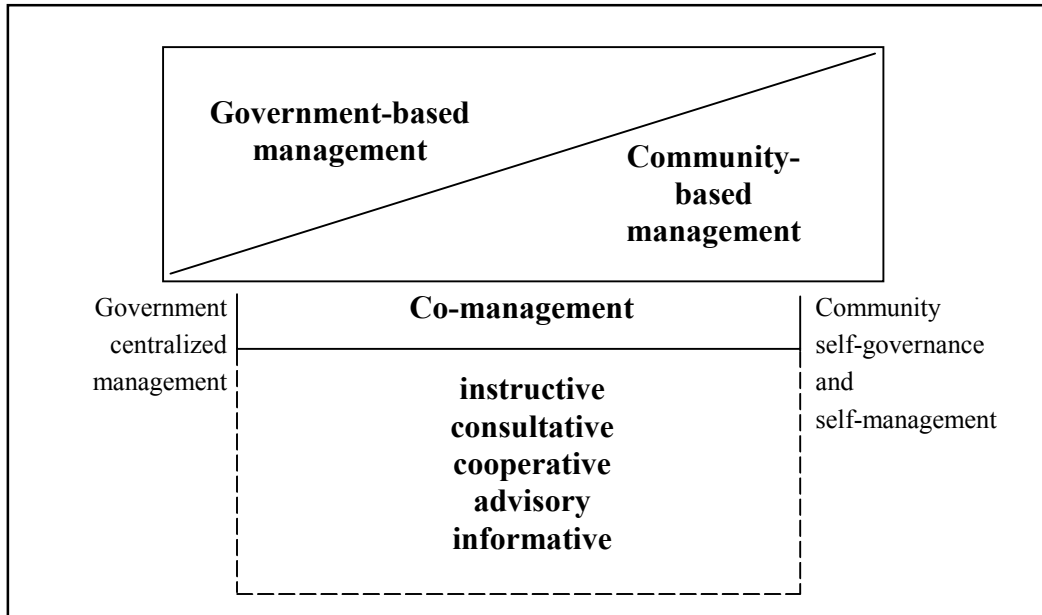 Government-based
management
Community-
based
management
Government
centralized
management
Co-management
Community
self-governance
and
self-management
instructive
consultative
cooperative
advisory
informative